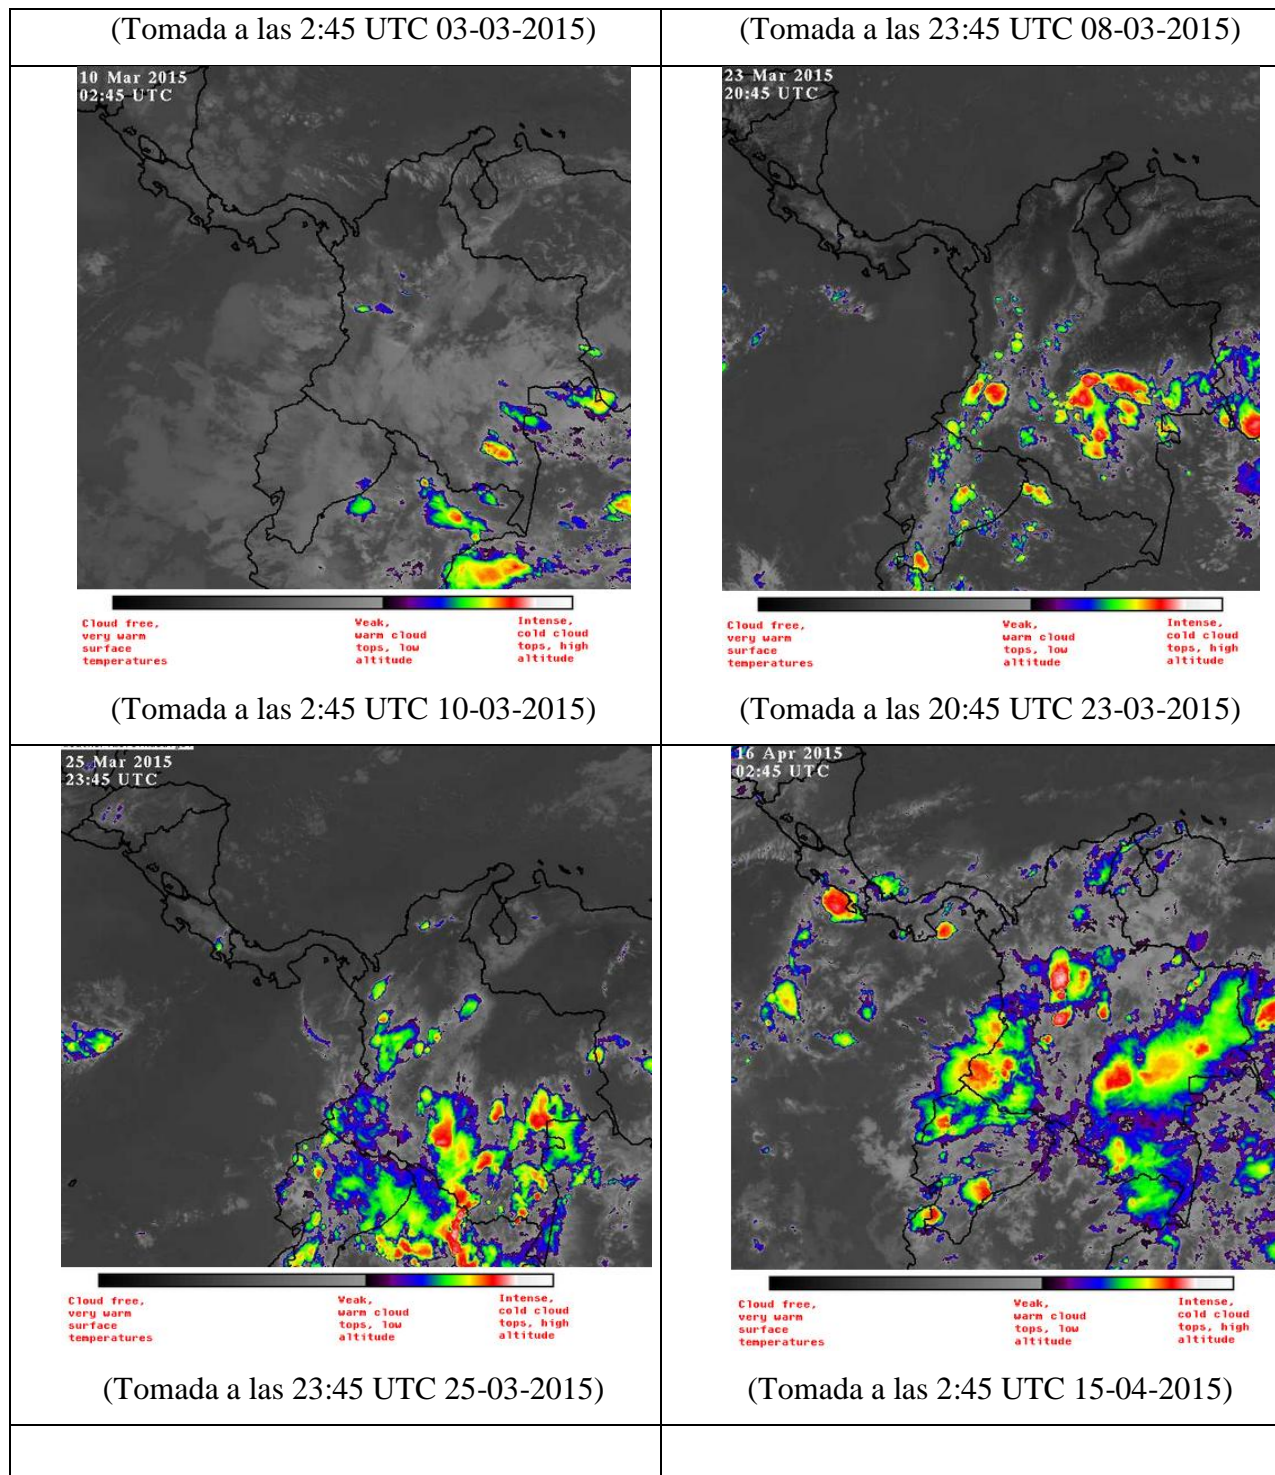 (Tomada a las 2:45 UTC 03-03-2015)
(Tomada a las 23:45 UTC 08-03-2015)
10 Mar 2015
02:45 UTC
Cloud free,
very warm
surface
temperatures
Weak,
warm cloud
tops, low
altitude
Intense,
cold cloud
tops, high
altitude
(Tomada a las 2:45 UTC 10-03-2015)
23 Mar 2015
20:45 UTC
Cloud free,
very warm
surface
temperatures
Weak,
warm cloud
tops, low
altitude
Intense,
cold cloud
tops, high
altitude
(Tomada a las 20:45 UTC 23-03-2015)
25 Mar 2015
23:45 UTC
Cloud free,
very warm
surface
temperatures
Weak,
warm cloud
tops, low
altitude
Intense,
cold cloud
tops, high
altitude
(Tomada a las 23:45 UTC 25-03-2015)
16 Apr 2015
02:45 UTC
Cloud free,
very warm
surface
temperatures
Weak,
warm cloud
tops, low
altitude
Intense,
cold cloud
tops, high
altitude
(Tomada a las 2:45 UTC 15-04-2015)